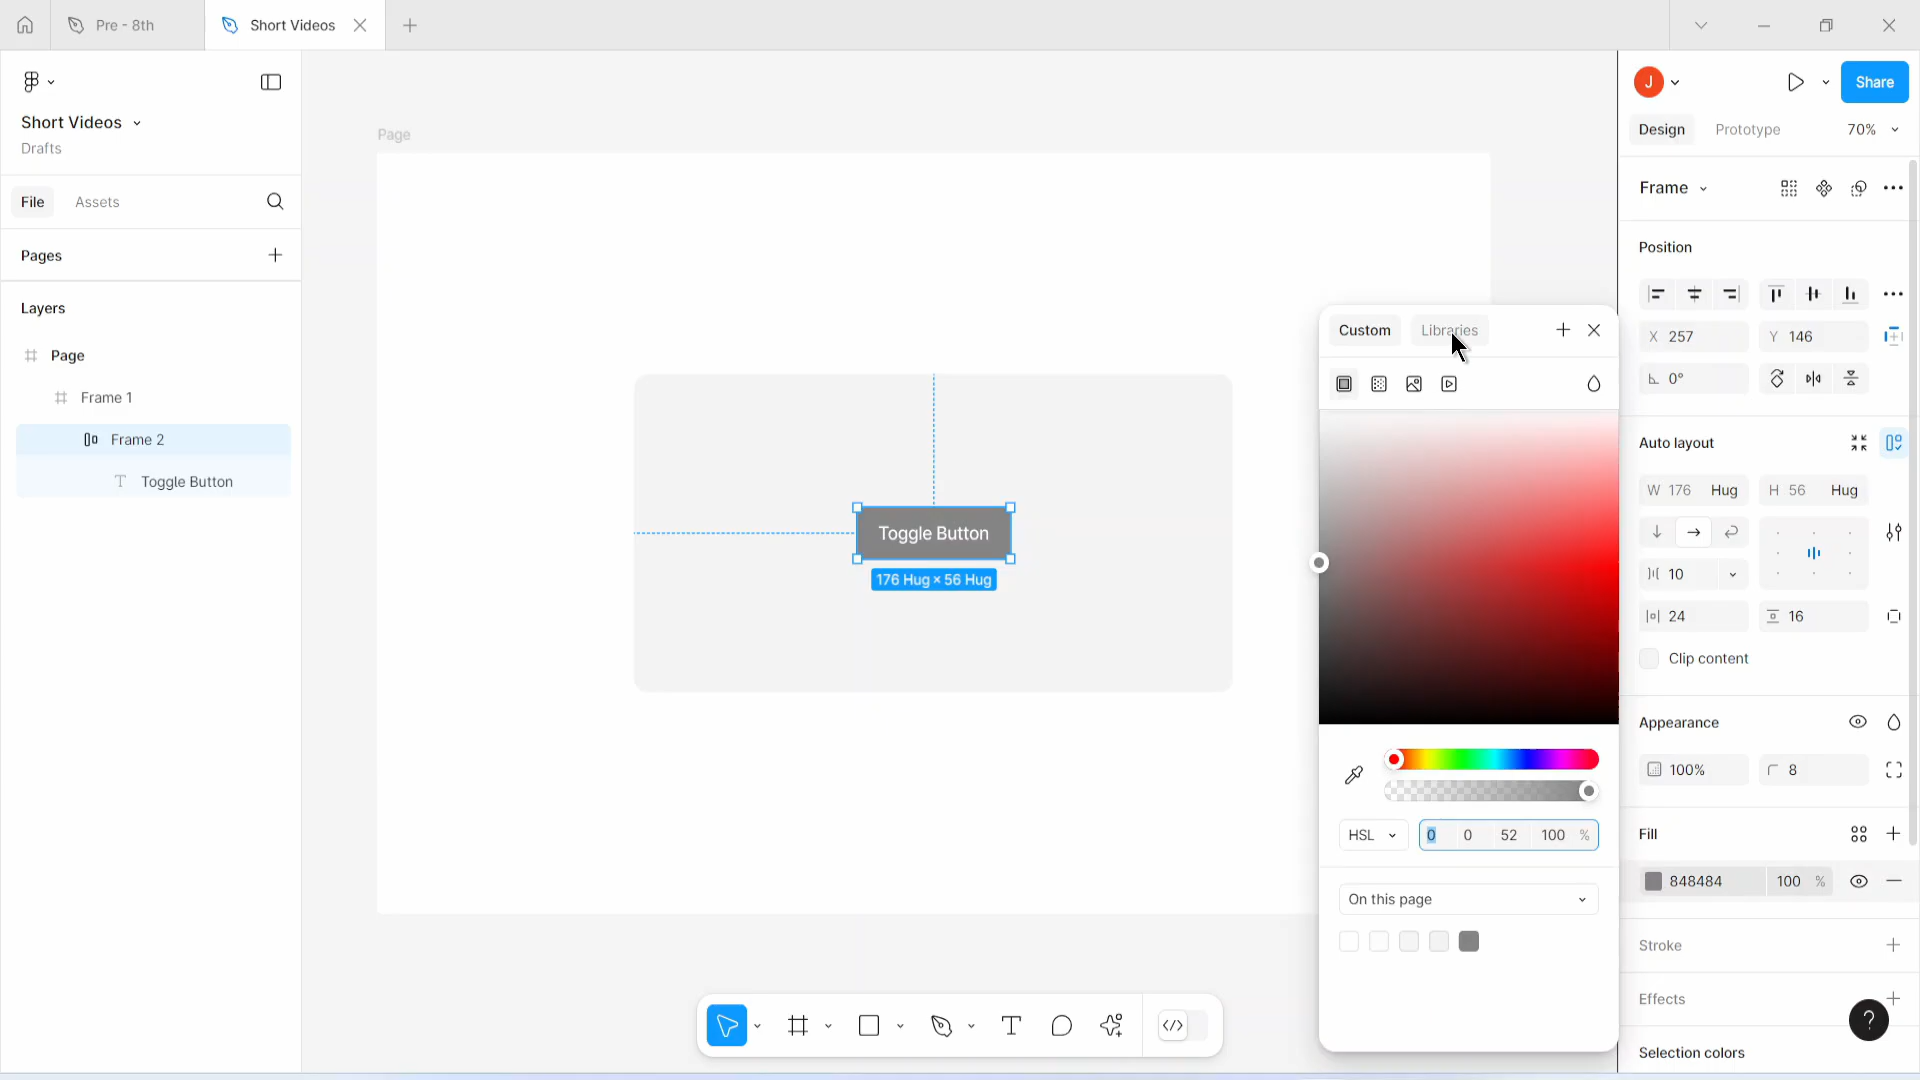 Pre - 8th
Short Videos
Short Videos
Drafts
File
Assets
Pages
Layers
Page
Frame 1
Frame 2
Toggle Button
Page
Toggle Button
176 Hug × 56 Hug
Custom
Libraries
HSL
0
0
52
100
%
On this page
J
Share
Design
Prototype
70%
Frame
Position
X 257
Y 146
0°
Auto layout
W 176 Hug
H 56 Hug
10
24
16
Clip content
Appearance
100%
8
Fill
848484
100 %
Stroke
Effects
?
Selection colors